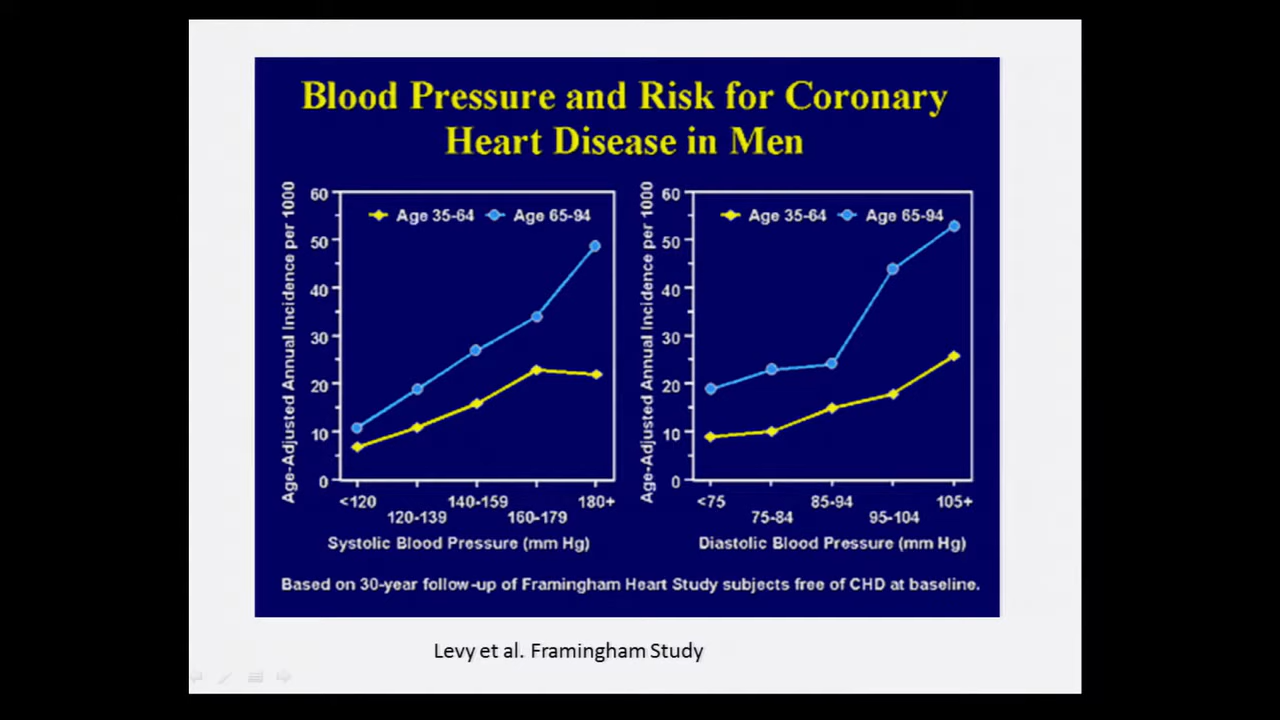 Blood Pressure and Risk for Coronary
Heart Disease in Men
Age-Adjusted Annual Incidence per 1000
60
50
40
30
20
10
0
Age 35-64 Age 65-94
<120 120-139 140-159 160-179 180+
Systolic Blood Pressure (mm Hg)
Age-Adjusted Annual Incidence per 1000
60
50
40
30
20
10
0
Age 35-64 Age 65-94
<75 75-84 85-94 95-104 105+
Diastolic Blood Pressure (mm Hg)
Based on 30-year follow-up of Framingham Heart Study subjects free of CHD at baseline.
Levy et al. Framingham Study